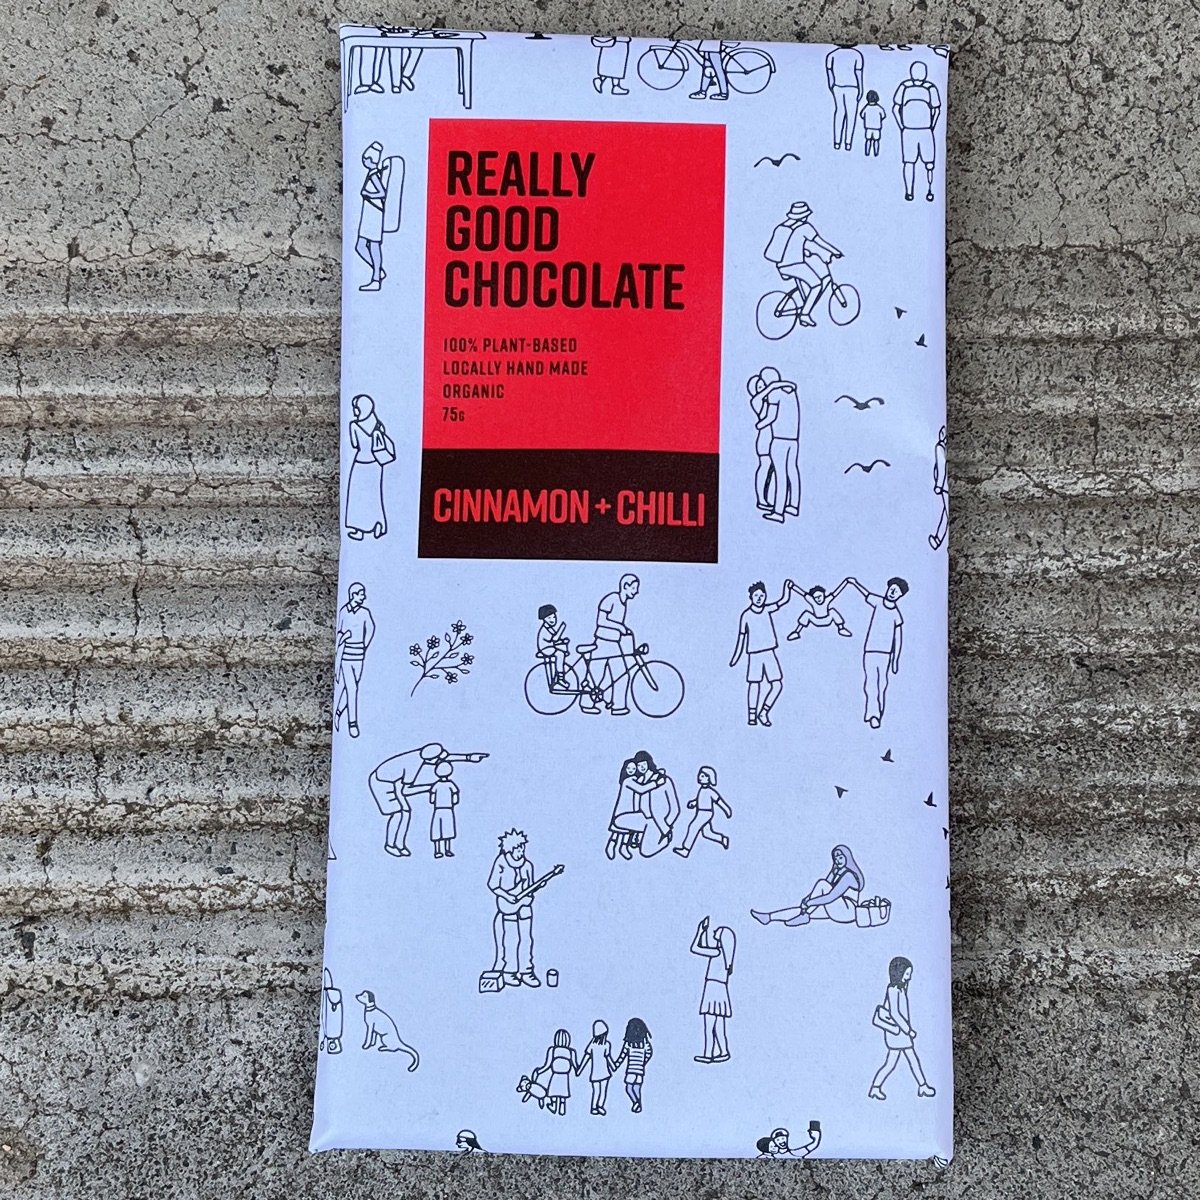 REALLY
GOOD
CHOCOLATE
100% PLANT-BASED
LOCALLY HAND MADE
ORGANIC
75G
CINNAMON + CHILLI